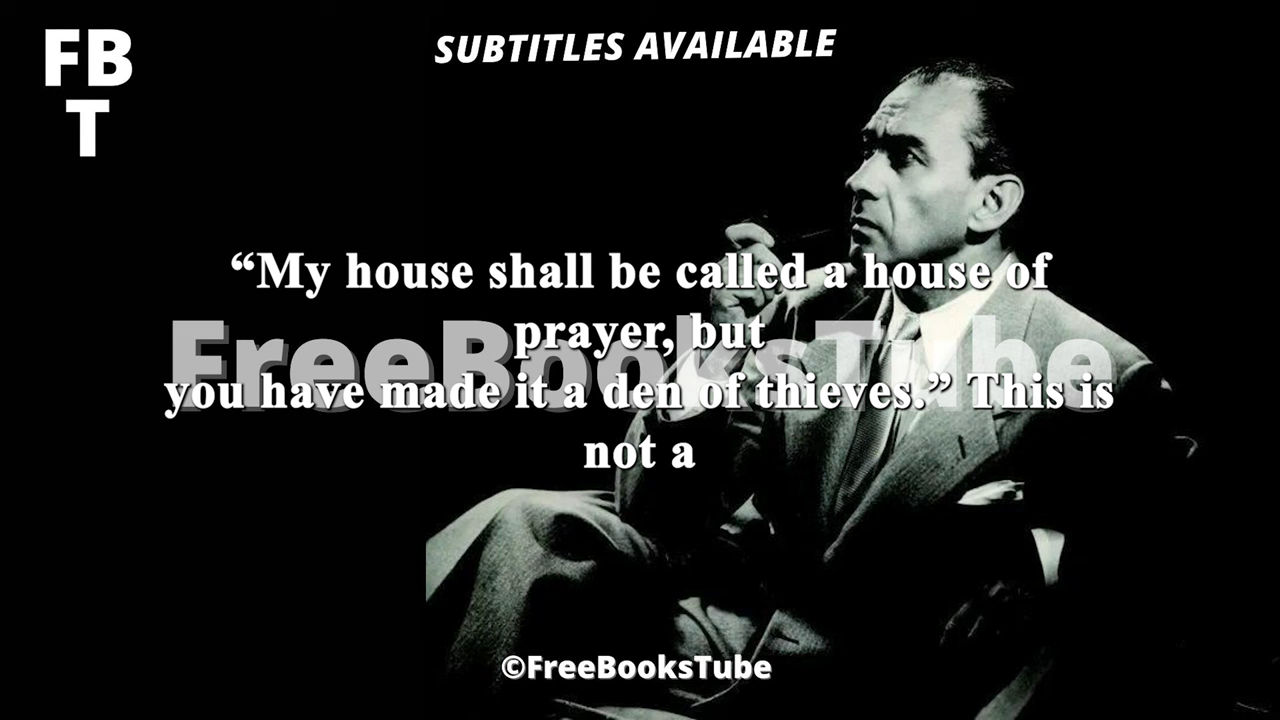 FB
T
SUBTITLES AVAILABLE
“My house shall be called a house of
prayer, but
FreeBooksTube
you have made it a den of thieves.” This is
not a
©FreeBooksTube